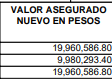 VALOR ASEGURADO
NUEVO EN PESOS
19,960,586.80
9,980,293.40
19,960,586.80